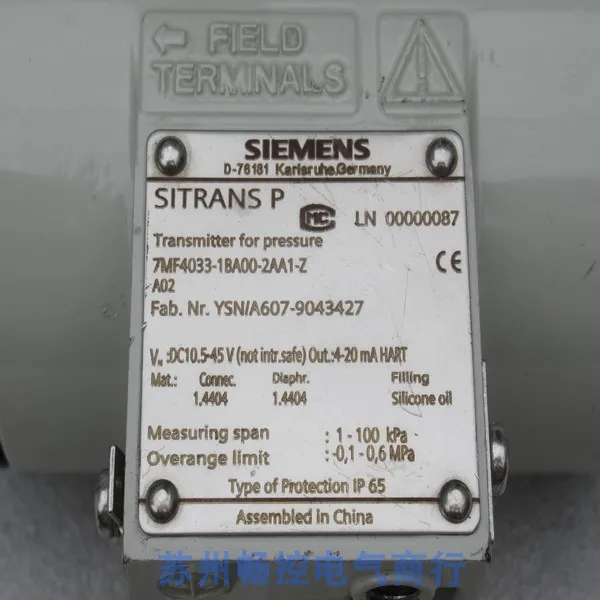 ← FIELD
TERMINALS
SIEMENS
D-76181 Karlsruhe.Germany
SITRANS P
MC
LN 00000087
Transmitter for pressure
7MF4033-1BA00-2AA1-Z
CE
A02
Fab. Nr. YSN/A607-9043427
VH :DC10.5-45 V (not intr.safe) Out.:4-20 mA HART
Mat.: Connec. Diaphr. Filling
1.4404 1.4404 Silicone oil
Measuring span : 1 - 100 kPa
Overange limit : -0,1 - 0,6 MPa
Type of Protection IP 65
Assembled in China
苏州畅控电气商行